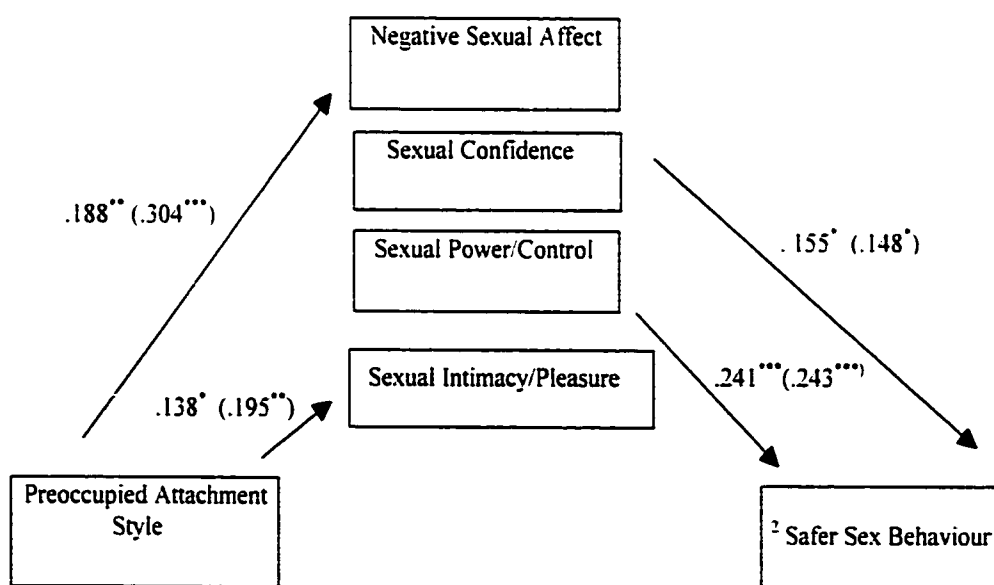 Negative Sexual Affect
Sexual Confidence
.188** (.304***)
.155* (.148*)
Sexual Power/Control
Sexual Intimacy/Pleasure
.241***(.243***)
.138* (.195**)
Preoccupied Attachment
Style
² Safer Sex Behaviour